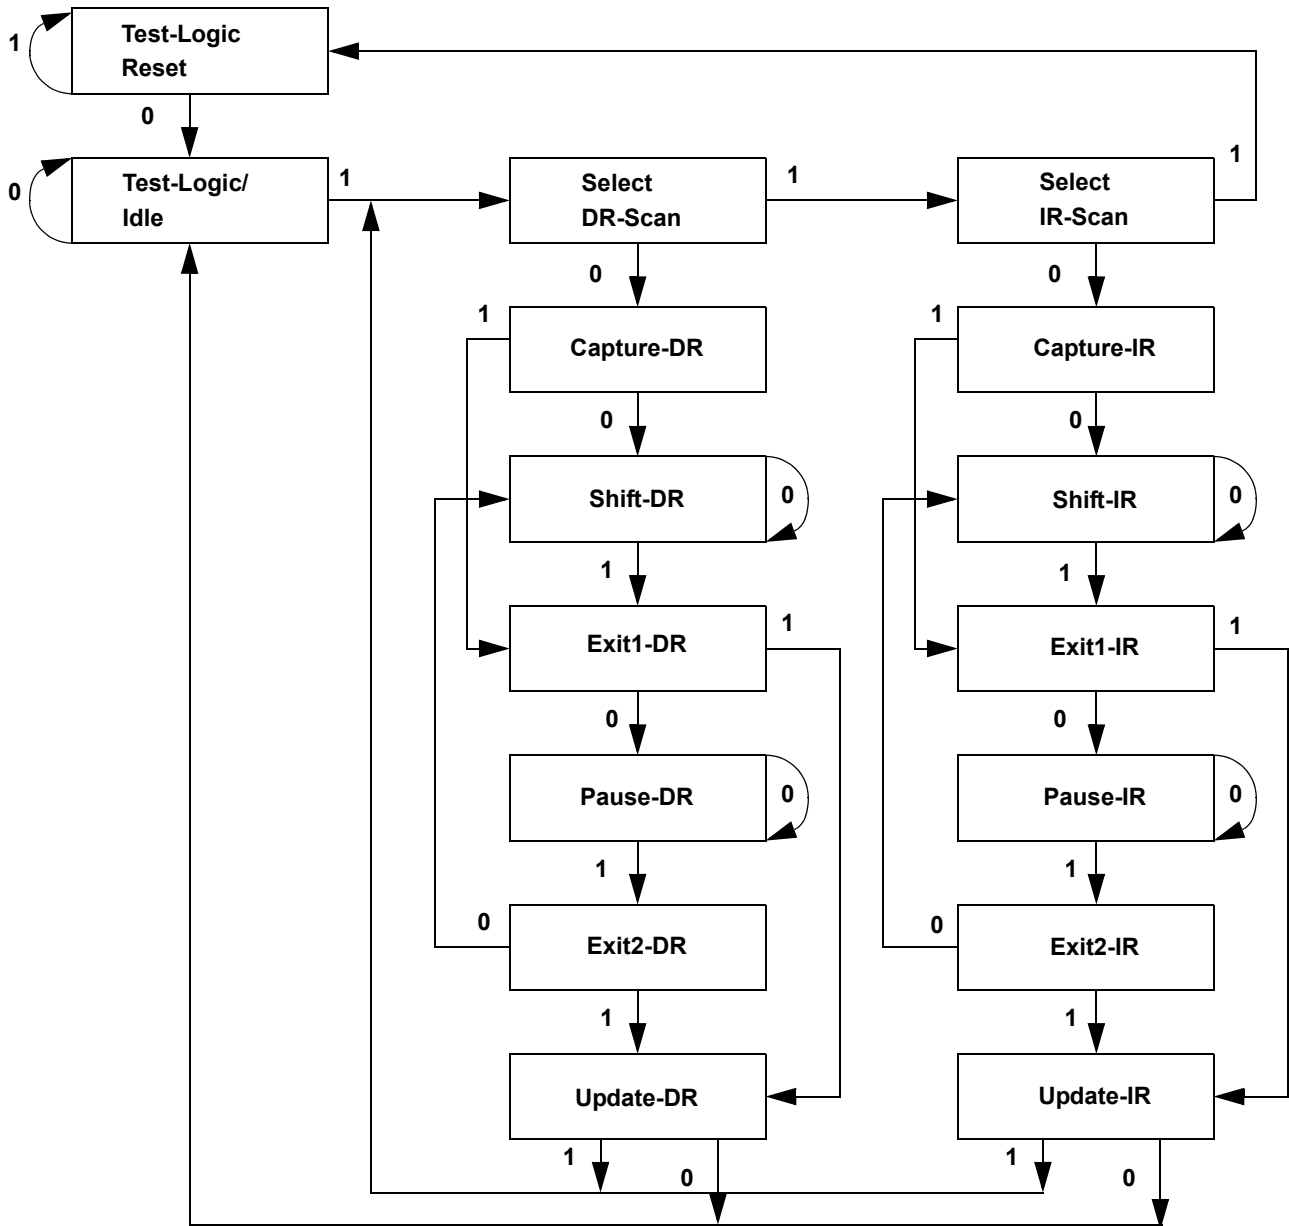 1
Test-Logic
Reset
0
0
Test-Logic/
Idle
1
Select
DR-Scan
1
Select
IR-Scan
1
0
0
1
Capture-DR
1
Capture-IR
0
0
Shift-DR
0
Shift-IR
0
1
1
Exit1-DR
1
Exit1-IR
1
0
0
Pause-DR
0
Pause-IR
0
1
1
0
Exit2-DR
0
Exit2-IR
1
1
Update-DR
Update-IR
1
0
1
0